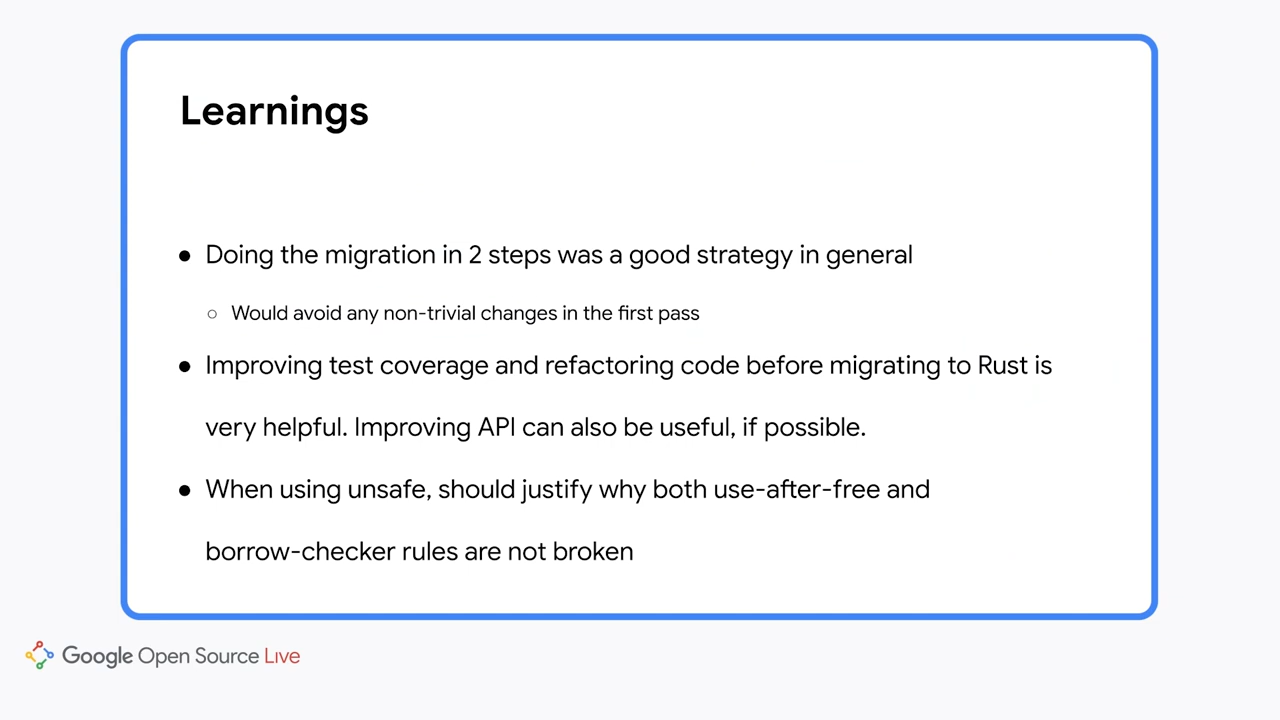 Learnings
● Doing the migration in 2 steps was a good strategy in general
○ Would avoid any non-trivial changes in the first pass
● Improving test coverage and refactoring code before migrating to Rust is
very helpful. Improving API can also be useful, if possible.
● When using unsafe, should justify why both use-after-free and
borrow-checker rules are not broken
Google Open Source Live